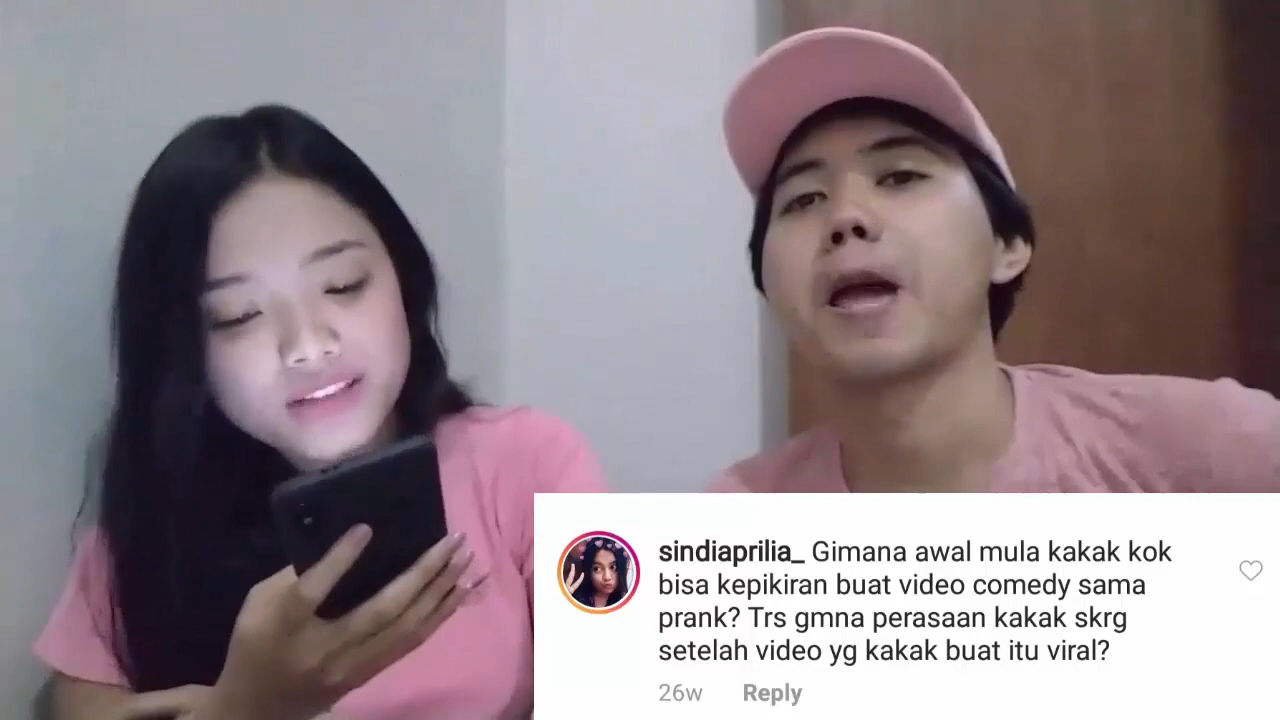 sindiaprilia_ Gimana awal mula kakak kok
bisa kepikiran buat video comedy sama
prank? Trs gmna perasaan kakak skrg
setelah video yg kakak buat itu viral?
26w Reply